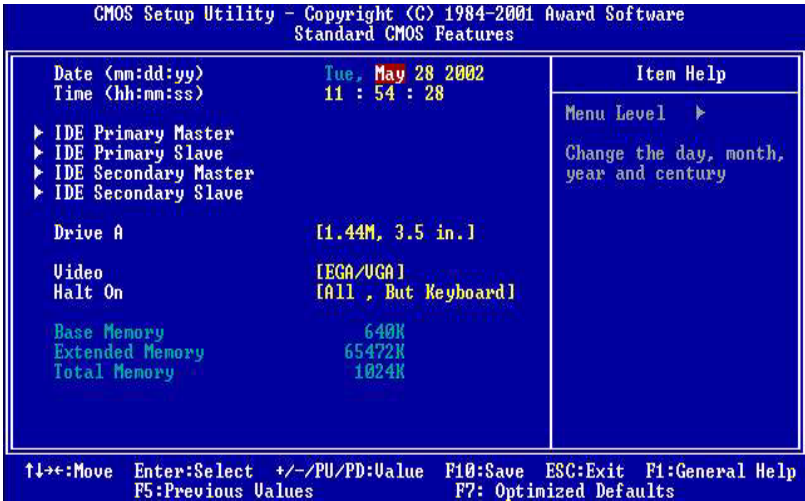 CMOS Setup Utility - Copyright (C) 1984-2001 Award Software
Standard CMOS Features
Date (mm:dd:yy) Tue, May 28 2002
Time (hh:mm:ss) 11 : 54 : 28
IDE Primary Master
IDE Primary Slave
IDE Secondary Master
IDE Secondary Slave
Drive A [1.44M, 3.5 in.]
Video [EGA/VGA]
Halt On [All , But Keyboard]
Base Memory 640K
Extended Memory 65472K
Total Memory 1024K
Item Help
Menu Level
Change the day, month,
year and century
↑↓→←:Move Enter:Select +/-/PU/PD:Value F10:Save ESC:Exit F1:General Help
F5:Previous Values F7: Optimized Defaults